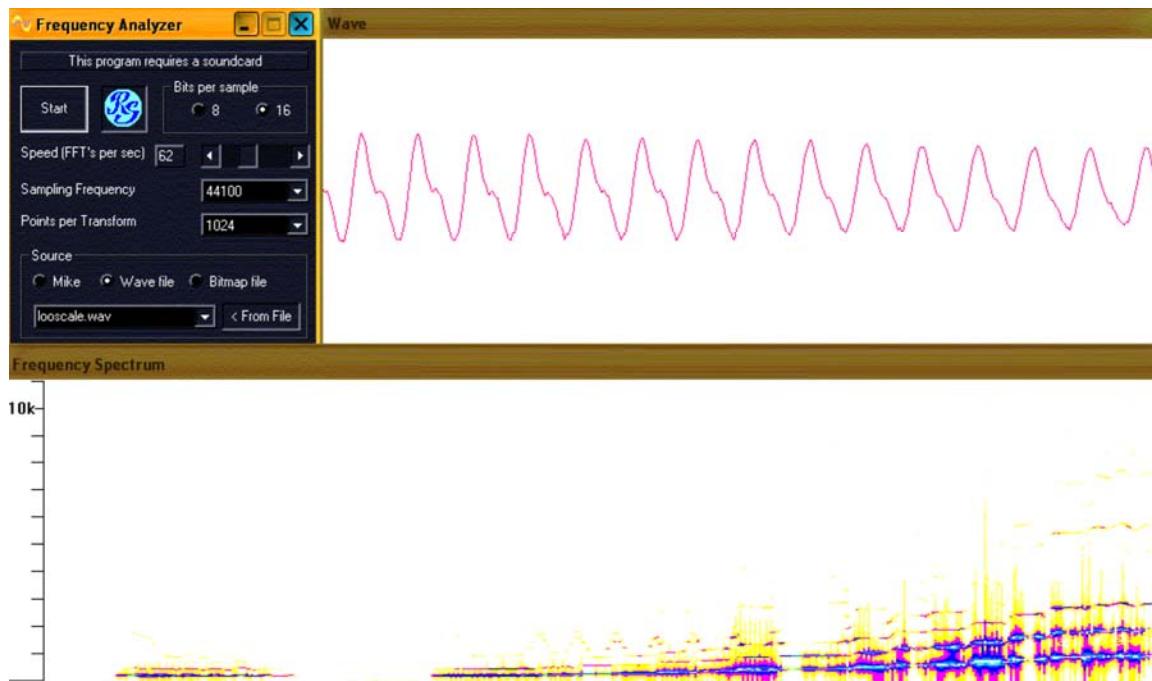 Frequency Analyzer
Wave
This program requires a soundcard
Bits per sample
Start
8
16
Speed (FFT's per sec) 62
Sampling Frequency 44100
Points per Transform 1024
Source
Mike Wave file Bitmap file
looscale.wav < From File
Frequency Spectrum
10k